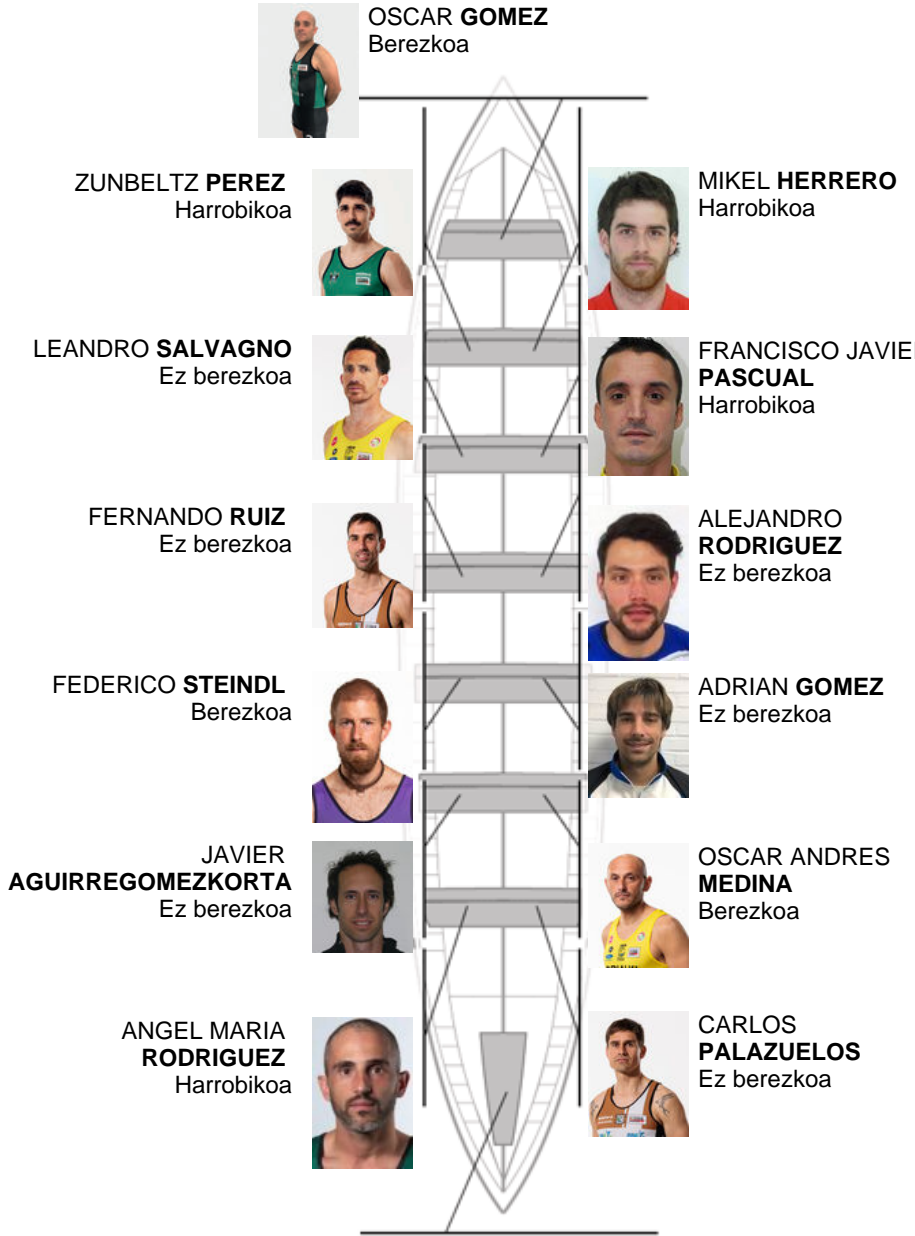 OSCAR GOMEZ
Berezkoa
ZUNBELTZ PEREZ
Harrobikoa
MIKEL HERRERO
Harrobikoa
LEANDRO SALVAGNO
Ez berezkoa
FRANCISCO JAVIER
PASCUAL
Harrobikoa
FERNANDO RUIZ
Ez berezkoa
ALEJANDRO
RODRIGUEZ
Ez berezkoa
FEDERICO STEINDL
Berezkoa
ADRIAN GOMEZ
Ez berezkoa
JAVIER
AGUIRREGOMEZKORTA
Ez berezkoa
OSCAR ANDRES
MEDINA
Berezkoa
ANGEL MARIA
RODRIGUEZ
Harrobikoa
CARLOS
PALAZUELOS
Ez berezkoa